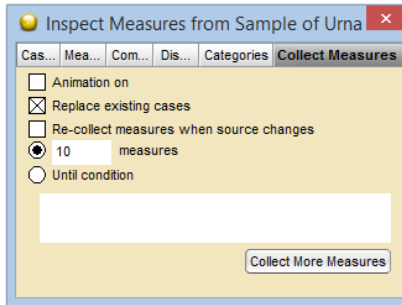 Inspect Measures from Sample of Urna
Cas... Mea... Com... Dis... Categories Collect Measures
Animation on
Replace existing cases
Re-collect measures when source changes
10 measures
Until condition
Collect More Measures